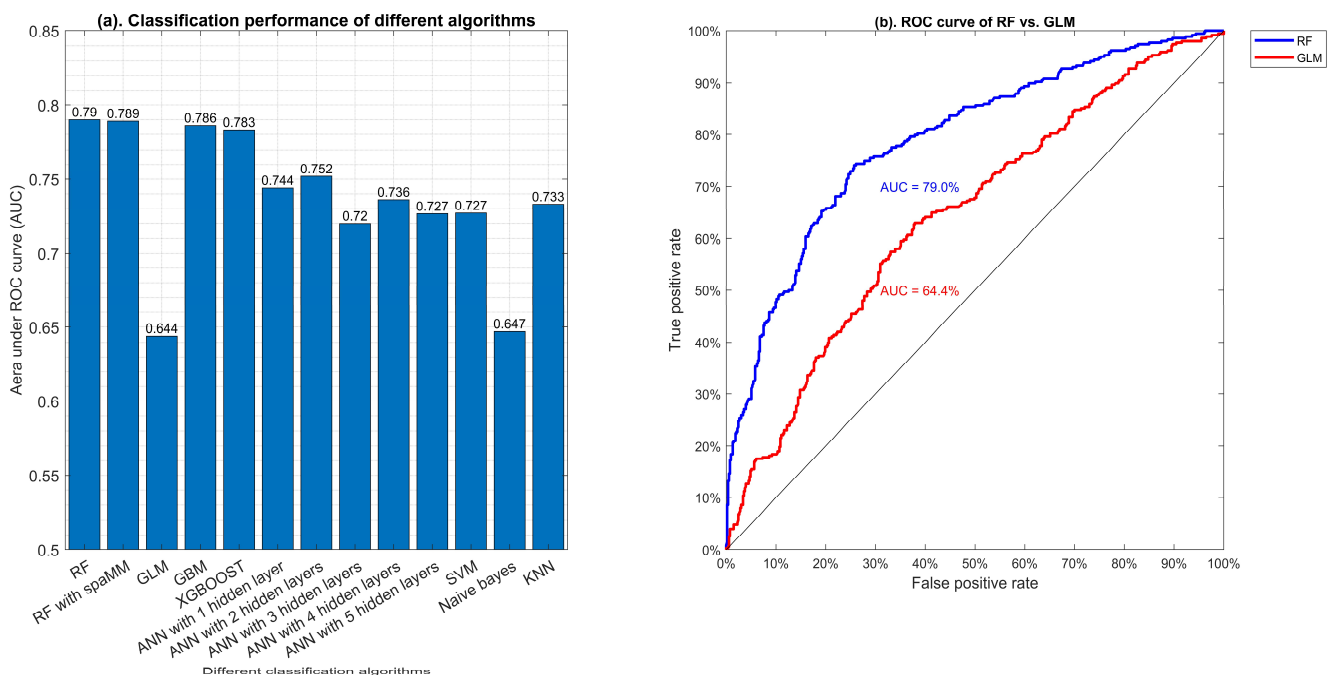 (a). Classification performance of different algorithms
0.85
0.8
0.75
0.7
0.65
0.6
0.55
0.5
Aera under ROC curve (AUC)
0.79
0.789
0.644
0.786
0.783
0.744
0.752
0.72
0.736
0.727
0.727
0.647
0.733
RF
RF with spaMM
GLM
GBM
XGBOOST
ANN with 1 hidden layer
ANN with 2 hidden layers
ANN with 3 hidden layers
ANN with 4 hidden layers
ANN with 5 hidden layers
SVM
Naive bayes
KNN
Different classification algorithms
(b). ROC curve of RF vs. GLM
100%
90%
80%
70%
60%
50%
40%
30%
20%
10%
0%
True positive rate
AUC = 79.0%
AUC = 64.4%
0%
10%
20%
30%
40%
50%
60%
70%
80%
90%
100%
False positive rate
RF
GLM